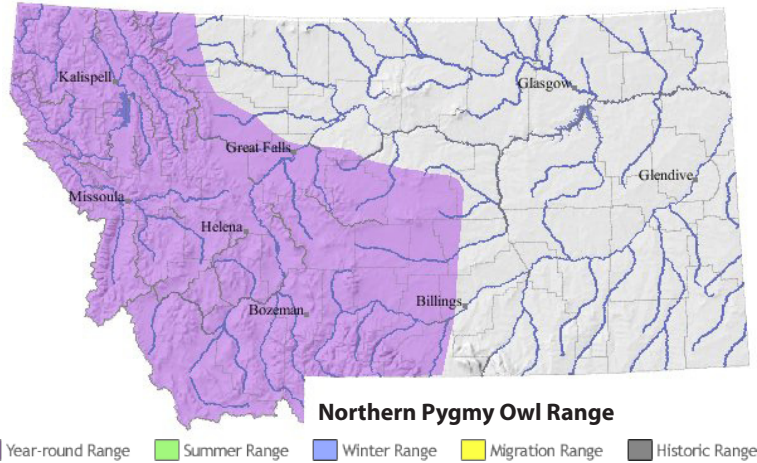 Kalispell
Glasgow
Great Falls
Glendive
Missoula
Helena
Billings
Bozeman
Northern Pygmy Owl Range
Year-round Range Summer Range Winter Range Migration Range Historic Range